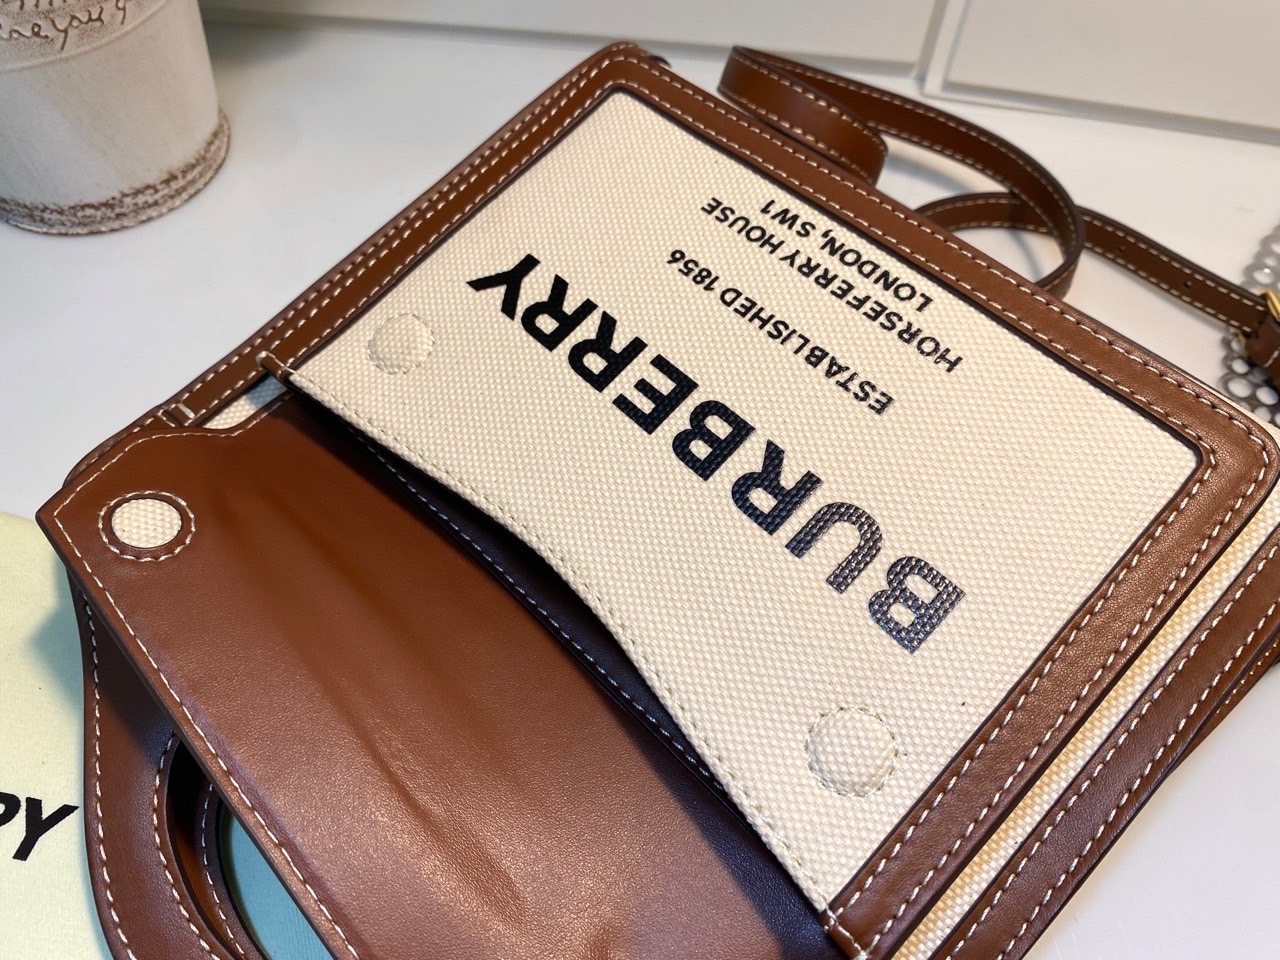 BURBERRY
ESTABLISHED 1856
HORSEFERRY HOUSE
LONDON, SW1